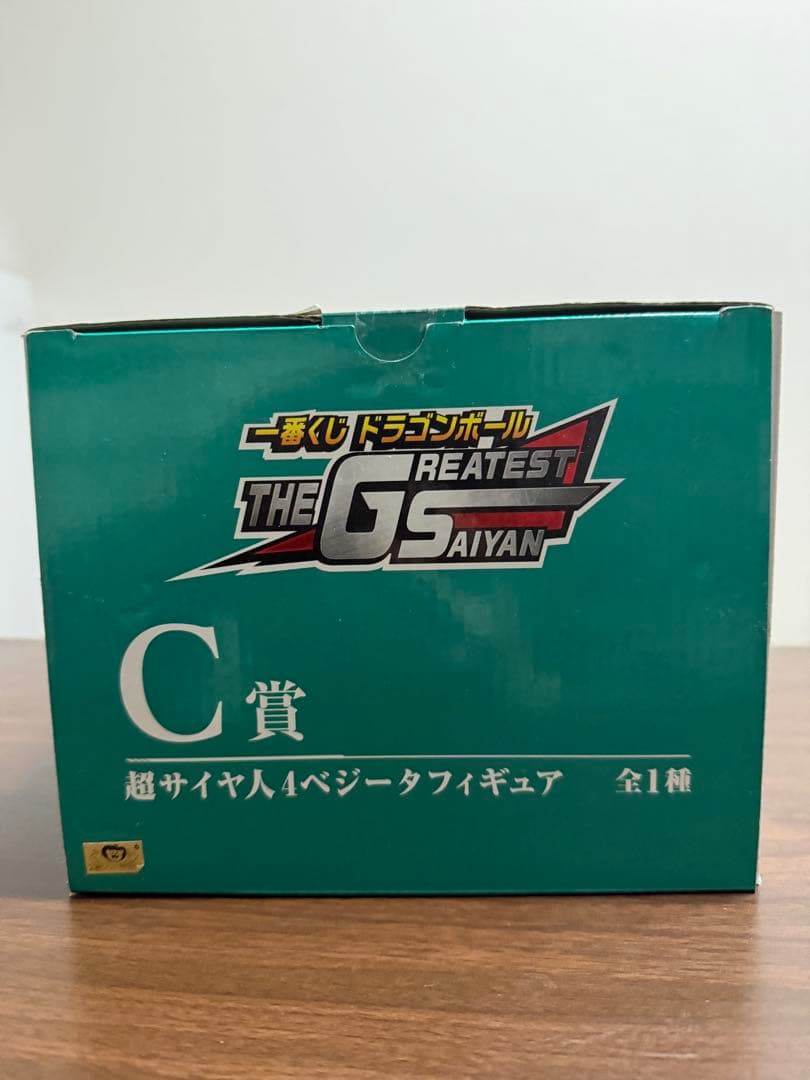 一番くじ ドラゴンボール
THE GREATEST
SAIYAN
C賞
超サイヤ人4ベジータフィギュア 全1種